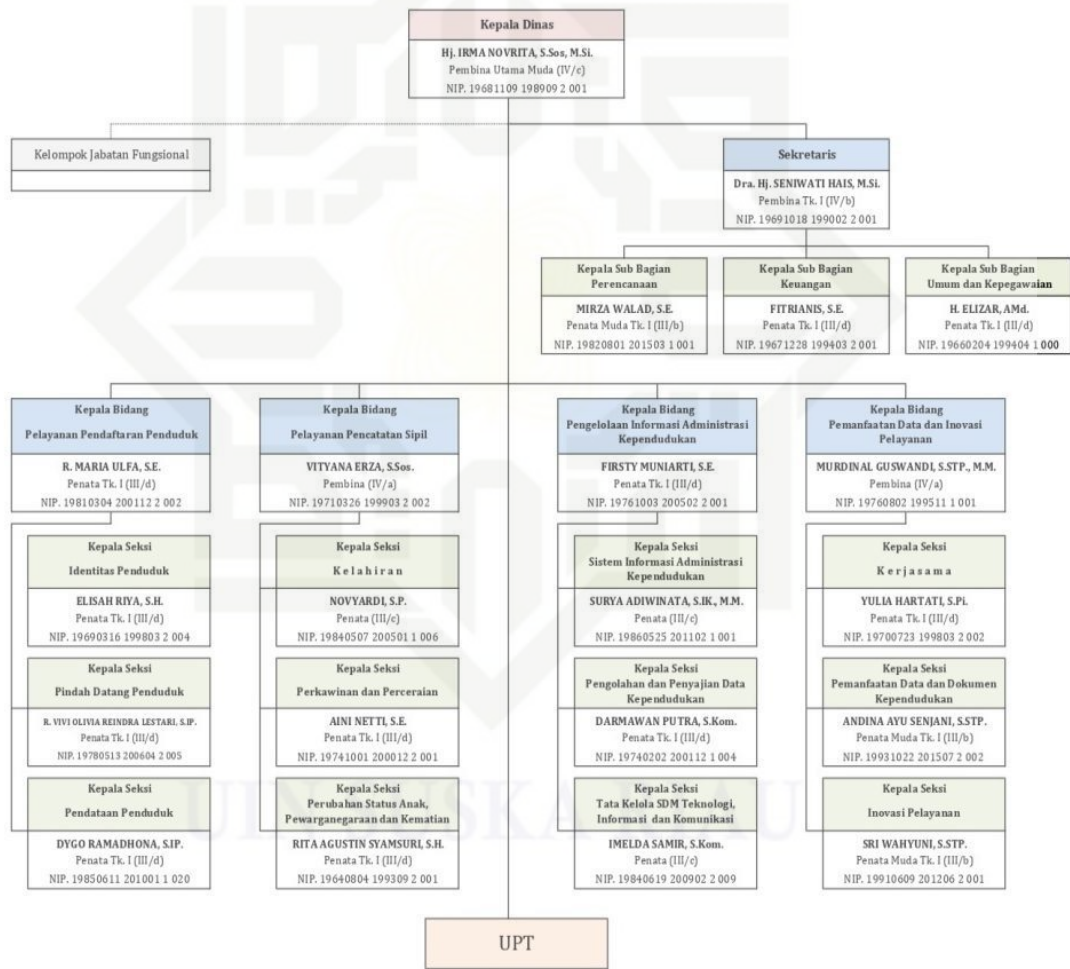 Kepala Dinas
Hj. IRMA NOVRITA, S.Sos, M.Si.
Pembina Utama Muda (IV/c)
NIP. 19681109 198909 2 001
Kelompok Jabatan Fungsional
Sekretaris
Dra. Hj. SENIWATI HAIS, M.Si.
Pembina Tk. I (IV/b)
NIP. 19691018 199002 2 001
Kepala Sub Bagian
Perencanaan
MIRZA WALAD, S.E.
Penata Muda Tk. I (III/b)
NIP. 19820801 201503 1 001
Kepala Sub Bagian
Keuangan
FITRIANIS, S.E.
Penata Tk. I (III/d)
NIP. 19671228 199403 2 001
Kepala Sub Bagian
Umum dan Kepegawaian
H. ELIZAR, AMd.
Penata Tk. I (III/d)
NIP. 19660204 199404 1 000
Kepala Bidang
Pelayanan Pendaftaran Penduduk
R. MARIA ULFA, S.E.
Penata Tk. I (III/d)
NIP. 19810304 200112 2 002
Kepala Seksi
Identitas Penduduk
ELISAH RIYA, S.H.
Penata Tk. I (III/d)
NIP. 19690316 199803 2 004
Kepala Seksi
Pindah Datang Penduduk
R. VIVI OLIVIA REINDRA LESTARI, S.IP.
Penata Tk. I (III/d)
NIP. 19780513 200604 2 005
Kepala Seksi
Pendataan Penduduk
DYGO RAMADHONA, S.IP.
Penata Tk. I (III/d)
NIP. 19850611 201001 1 020
Kepala Bidang
Pelayanan Pencatatan Sipil
VITYANA ERZA, S.Sos.
Pembina (IV/a)
NIP. 19710326 199903 2 002
Kepala Seksi
K e l a h i r a n
NOVYARDI, S.P.
Penata (III/c)
NIP. 19840507 200501 1 006
Kepala Seksi
Perkawinan dan Perceraian
AINI NETTI, S.E.
Penata Tk. I (III/d)
NIP. 19741001 200012 2 001
Kepala Seksi
Perubahan Status Anak,
Pewarganegaraan dan Kematian
RITA AGUSTIN SYAMSURI, S.H.
Penata Tk. I (III/d)
NIP. 19640804 199309 2 001
Kepala Bidang
Pengelolaan Informasi Administrasi
Kependudukan
FIRSTY MUNIARTI, S.E.
Penata Tk. I (III/d)
NIP. 19761003 200502 2 001
Kepala Seksi
Sistem Informasi Administrasi
Kependudukan
SURYA ADIWINATA, S.IK., M.M.
Penata (III/c)
NIP. 19860525 201102 1 001
Kepala Seksi
Pengolahan dan Penyajian Data
Kependudukan
DARMAWAN PUTRA, S.Kom.
Penata Tk. I (III/d)
NIP. 19740202 200112 1 004
Kepala Seksi
Tata Kelola SDM Teknologi,
Informasi dan Komunikasi
IMELDA SAMIR, S.Kom.
Penata (III/c)
NIP. 19840619 200902 2 009
Kepala Bidang
Pemanfaatan Data dan Inovasi
Pelayanan
MURDINAL GUSWANDI, S.STP., M.M.
Pembina (IV/a)
NIP. 19760802 199511 1 001
Kepala Seksi
K e r j a s a m a
YULIA HARTATI, S.Pi.
Penata Tk. I (III/d)
NIP. 19700723 199803 2 002
Kepala Seksi
Pemanfaatan Data dan Dokumen
Kependudukan
ANDINA AYU SENJANI, S.STP.
Penata Muda Tk. I (III/b)
NIP. 19931022 201507 2 002
Kepala Seksi
Inovasi Pelayanan
SRI WAHYUNI, S.STP.
Penata Muda Tk. I (III/b)
NIP. 19910609 201206 2 001
UIN SUSKA RIAU
UPT